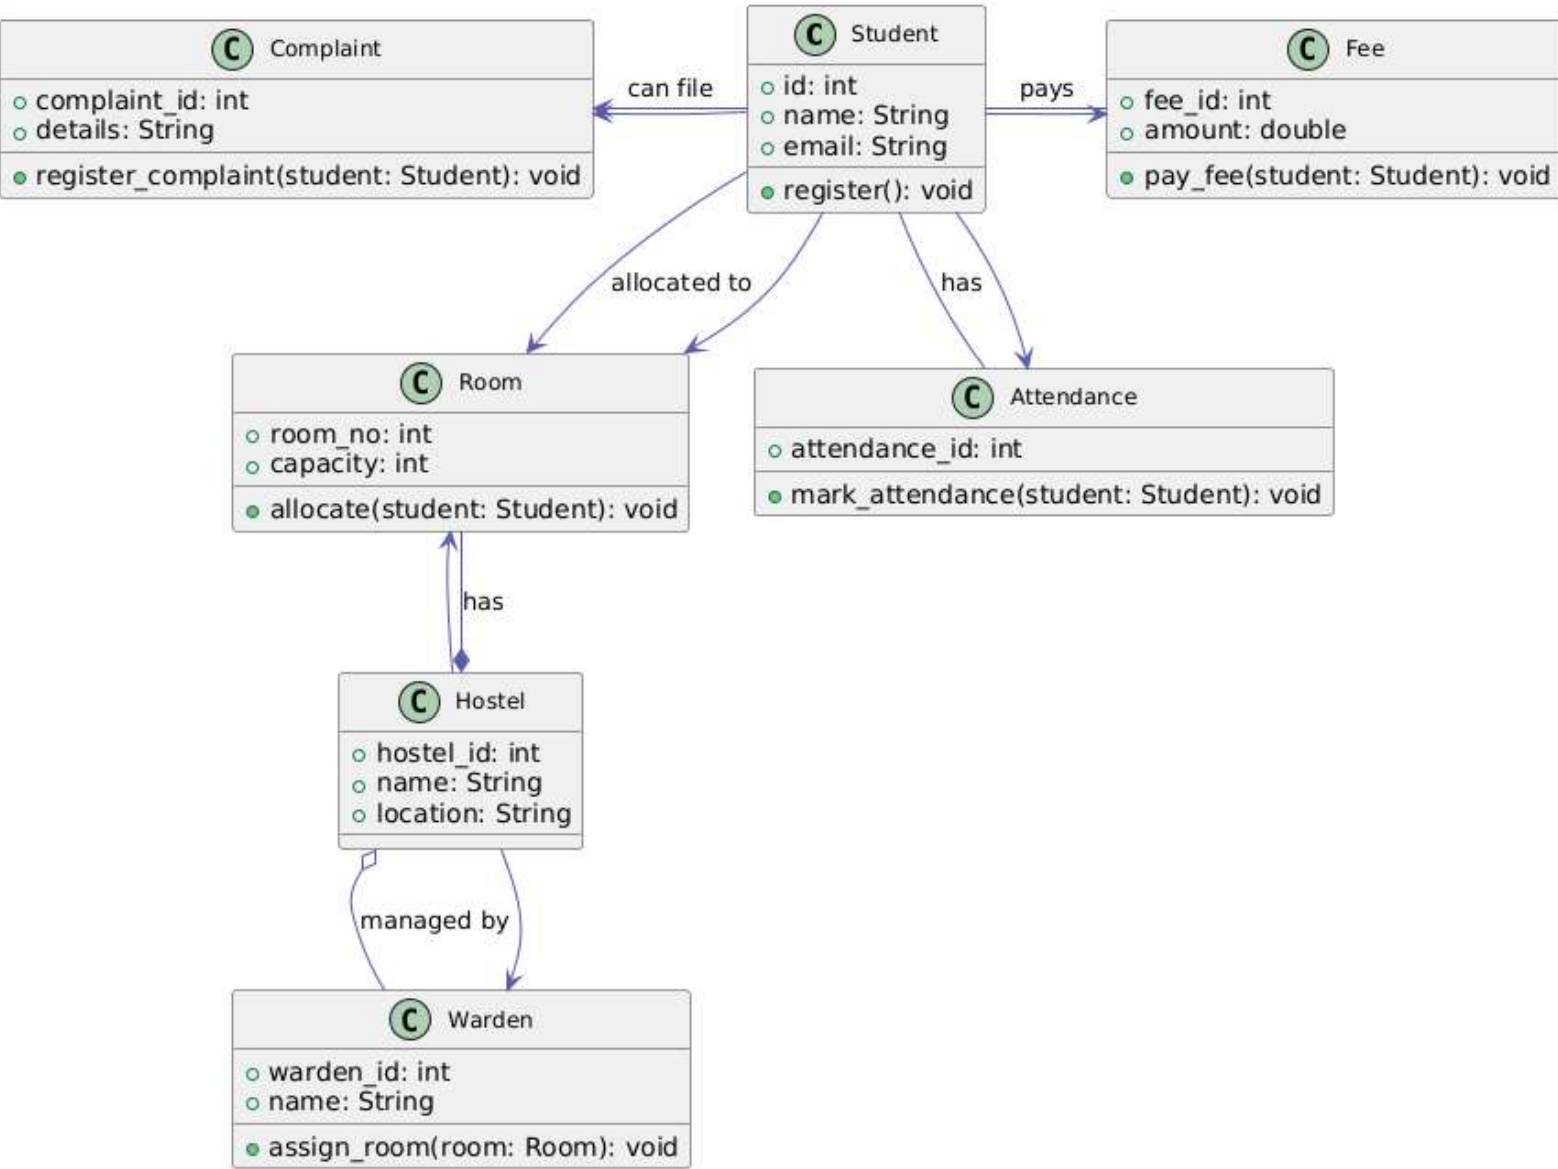 C Complaint
complaint_id: int
details: String
register_complaint(student: Student): void
can file
C Student
id: int
name: String
email: String
register(): void
pays
C Fee
fee_id: int
amount: double
pay_fee(student: Student): void
allocated to
has
C Room
room_no: int
capacity: int
allocate(student: Student): void
C Attendance
attendance_id: int
mark_attendance(student: Student): void
has
C Hostel
hostel_id: int
name: String
location: String
managed by
C Warden
warden_id: int
name: String
assign_room(room: Room): void